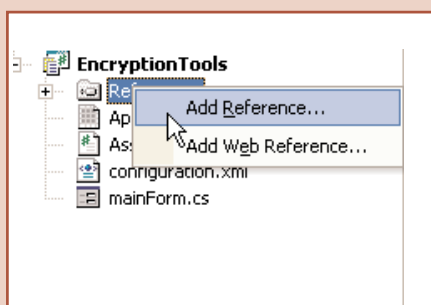 EncryptionTools
Add Reference...
Add Web Reference...
configuration.xml
mainForm.cs